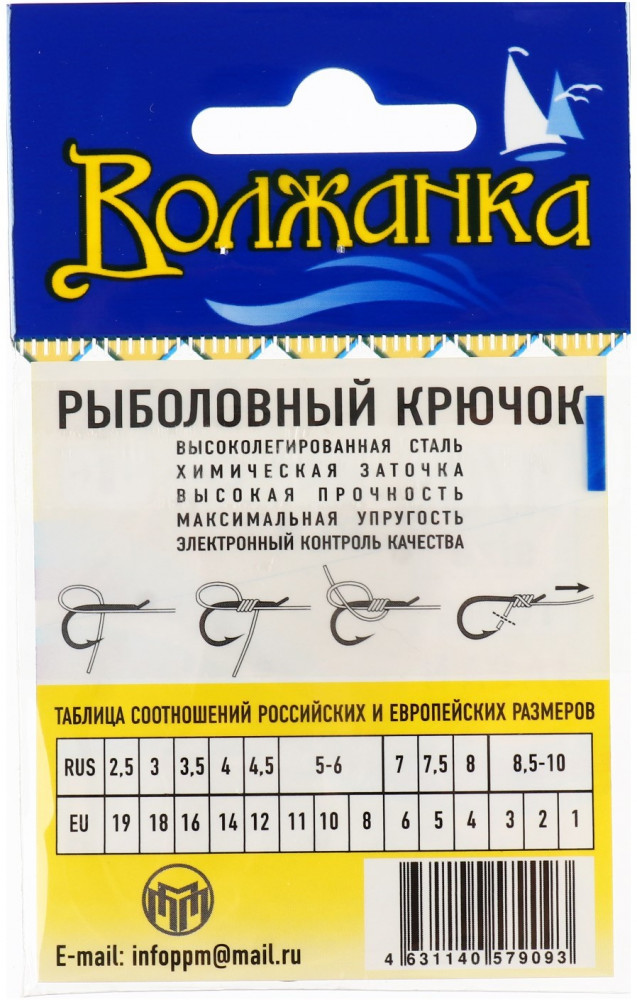 Волжанка
РЫБОЛОВНЫЙ КРЮЧОК
ВЫСОКОЛЕГИРОВАННАЯ СТАЛЬ
ХИМИЧЕСКАЯ ЗАТОЧКА
ВЫСОКАЯ ПРОЧНОСТЬ
МАКСИМАЛЬНАЯ УПРУГОСТЬ
ЭЛЕКТРОННЫЙ КОНТРОЛЬ КАЧЕСТВА
ТАБЛИЦА СООТНОШЕНИЙ РОССИЙСКИХ И ЕВРОПЕЙСКИХ РАЗМЕРОВ
RUS 2,5 3 3,5 4 4,5 5-6 7 7,5 8 8,5-10
EU 19 18 16 14 12 11 10 8 6 5 4 3 2 1
E-mail: infoppm@mail.ru
4 631140 579093